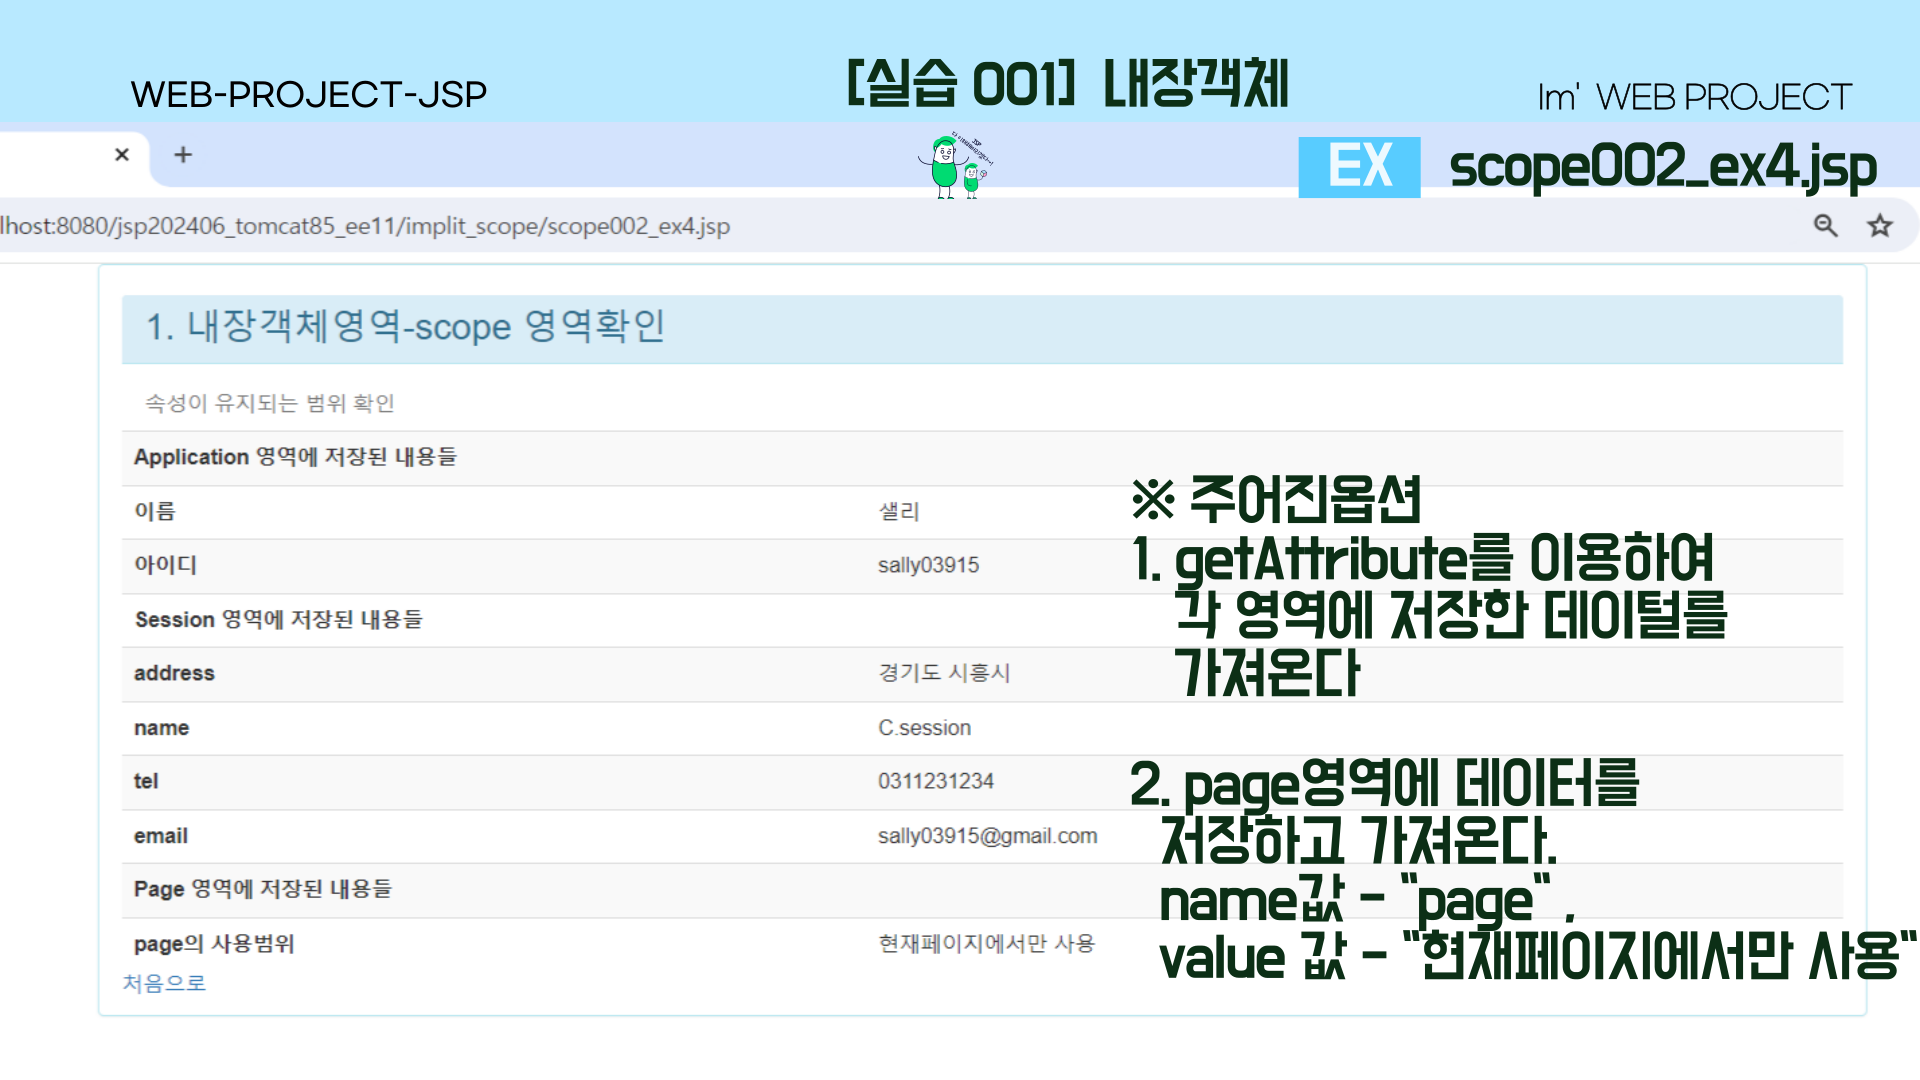 WEB-PROJECT-JSP
[실습 001] 내장객체
Im' WEB PROJECT
EX
scope002_ex4.jsp
JSP
lhost:8080/jsp202406_tomcat85_ee11/implit_scope/scope002_ex4.jsp
1. 내장객체영역-scope 영역확인
속성이 유지되는 범위 확인
Application 영역에 저장된 내용들
이름 샐리
아이디 sally03915
Session 영역에 저장된 내용들
address 경기도 시흥시
name C.session
tel 0311231234
email sally03915@gmail.com
Page 영역에 저장된 내용들
page의 사용범위 현재페이지에서만 사용
처음으로
※ 주어진옵션
1. getAttribute를 이용하여
각 영역에 저장한 데이털를
가져온다
2. page영역에 데이터를
저장하고 가져온다.
name값 - "page" ,
value 값 - "현재페이지에서만 사용"